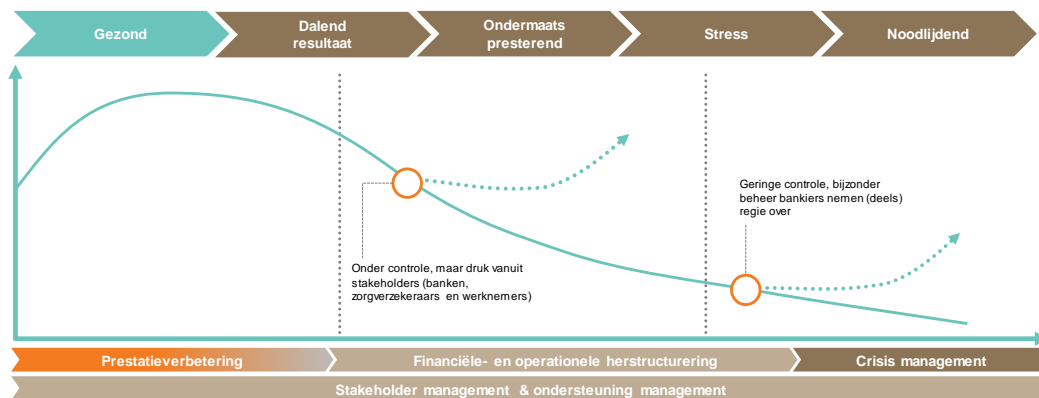 Gezond
Dalend
resultaat
Ondermaats
presterend
Stress
Noodlijdend
Geringe controle, bijzonder
beheer bankiers nemen (deels)
regie over
Onder controle, maar druk vanuit
stakeholders (banken,
zorgverzekeraars en werknemers)
Prestatieverbetering
Financiële- en operationele herstructurering
Crisis management
Stakeholder management & ondersteuning management